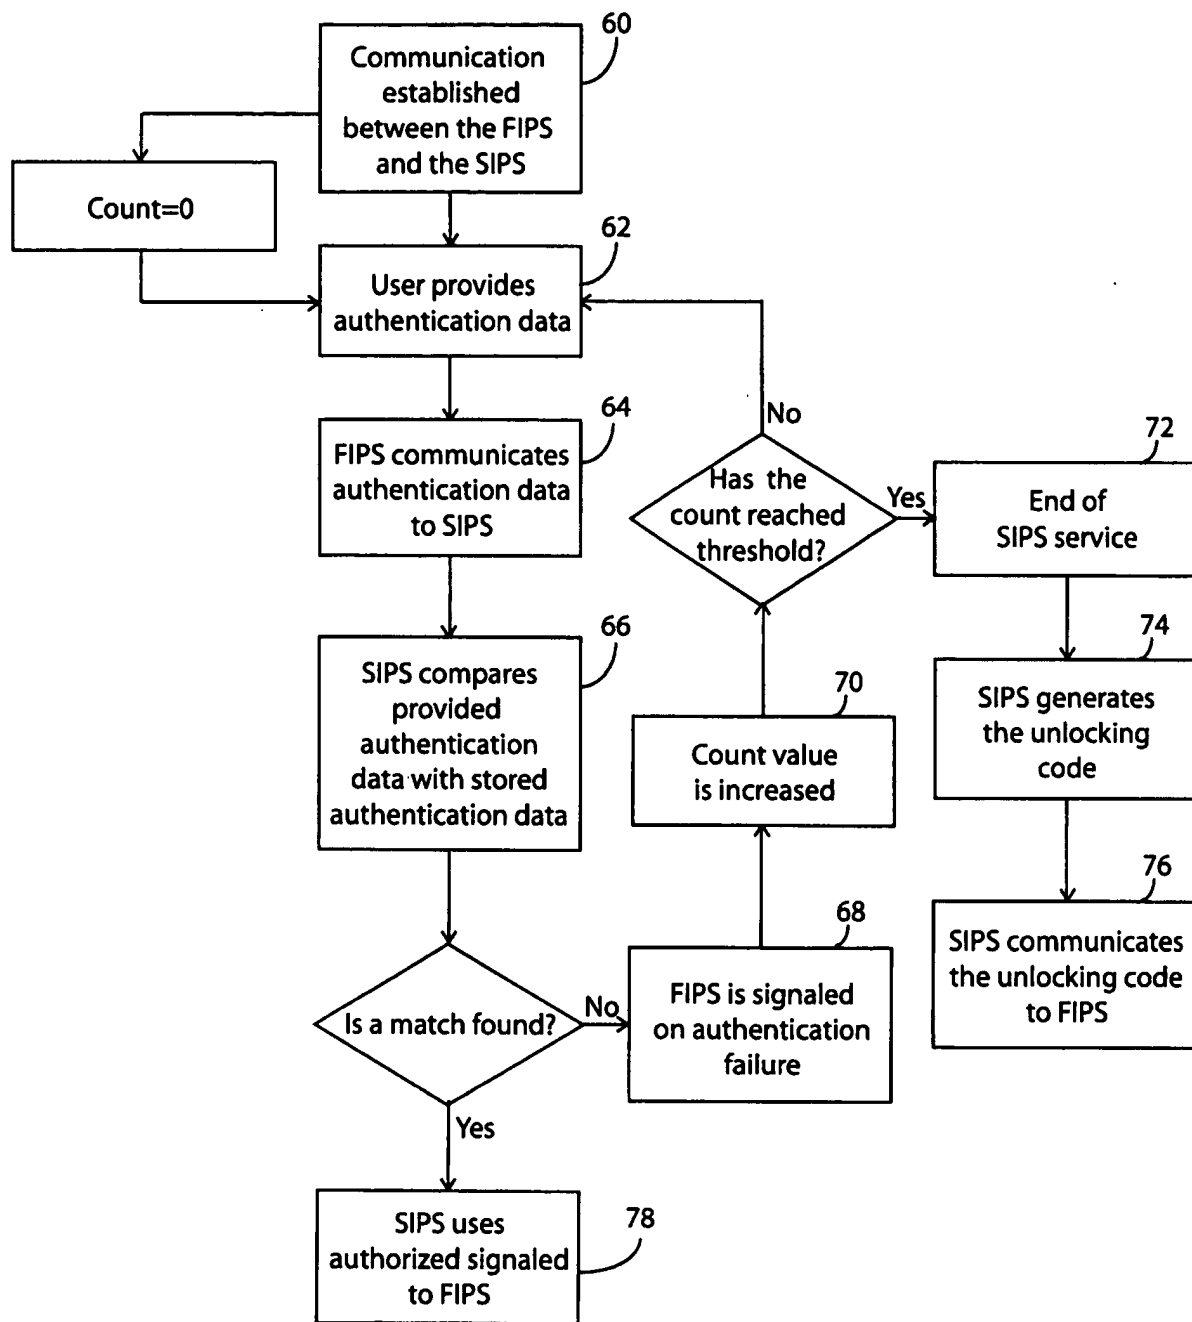 60
Communication
established
between the FIPS
and the SIPS
Count=0
62
User provides
authentication data
64
FIPS communicates
authentication data
to SIPS
66
SIPS compares
provided
authentication
data with stored
authentication data
Is a match found?
No
Yes
68
FIPS is signaled
on authentication
failure
70
Count value
is increased
Has the
count reached
threshold?
No
Yes
72
End of
SIPS service
74
SIPS generates
the unlocking
code
76
SIPS communicates
the unlocking code
to FIPS
78
SIPS uses
authorized signaled
to FIPS